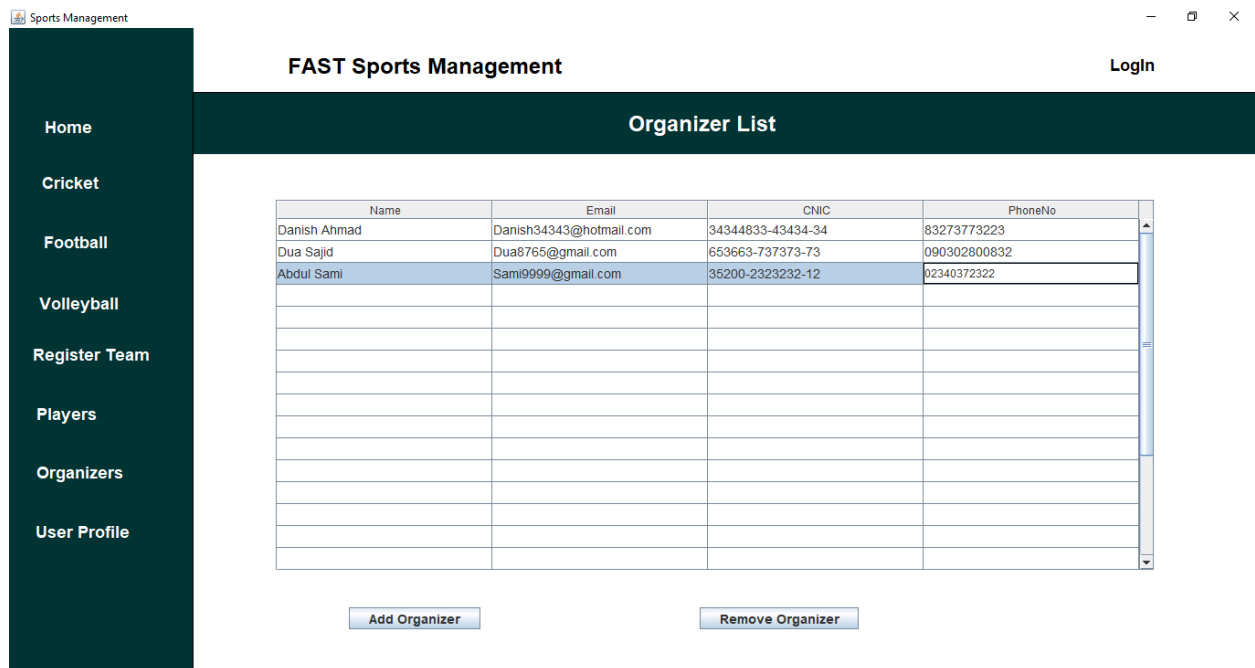 Sports Management
FAST Sports Management
LogIn
Organizer List
Home
Cricket
Football
Volleyball
Register Team
Players
Organizers
User Profile
Name Email CNIC PhoneNo
Danish Ahmad Danish34343@hotmail.com 34344833-43434-34 83273773223
Dua Sajid Dua8765@gmail.com 653663-737373-73 090302800832
Abdul Sami Sami9999@gmail.com 35200-2323232-12 02340372322
Add Organizer Remove Organizer